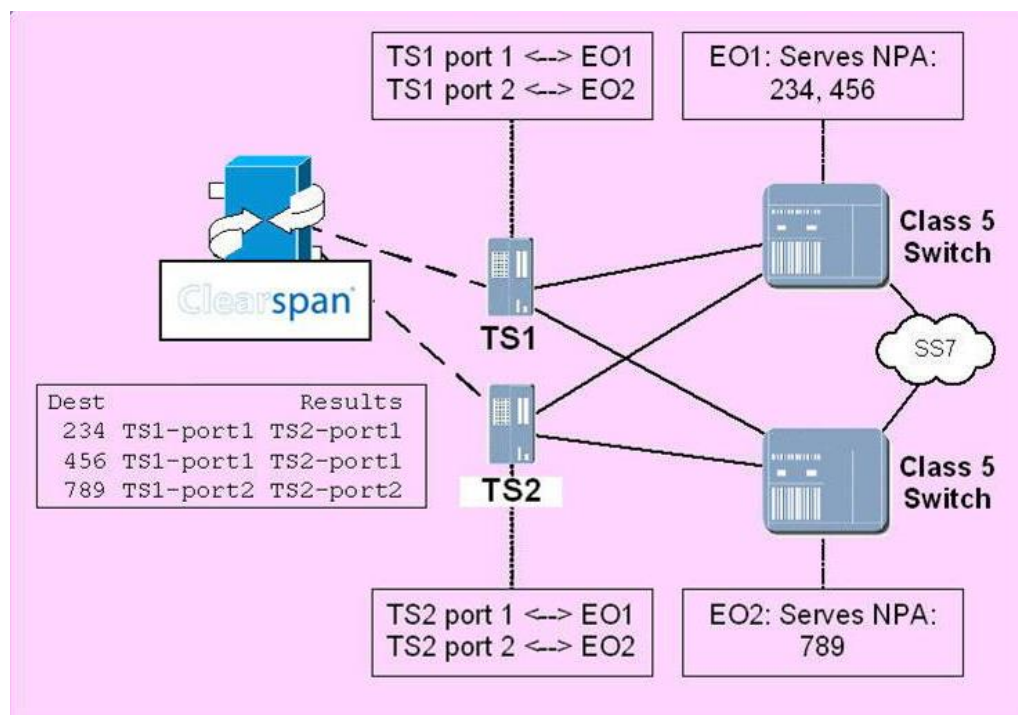 TS1 port 1 <--> EO1
TS1 port 2 <--> EO2
EO1: Serves NPA:
234, 456
Class 5
Switch
Clearspan®
TS1
SS7
Dest Results
234 TS1-port1 TS2-port1
456 TS1-port1 TS2-port1
789 TS1-port2 TS2-port2
TS2
Class 5
Switch
TS2 port 1 <--> EO1
TS2 port 2 <--> EO2
EO2: Serves NPA:
789